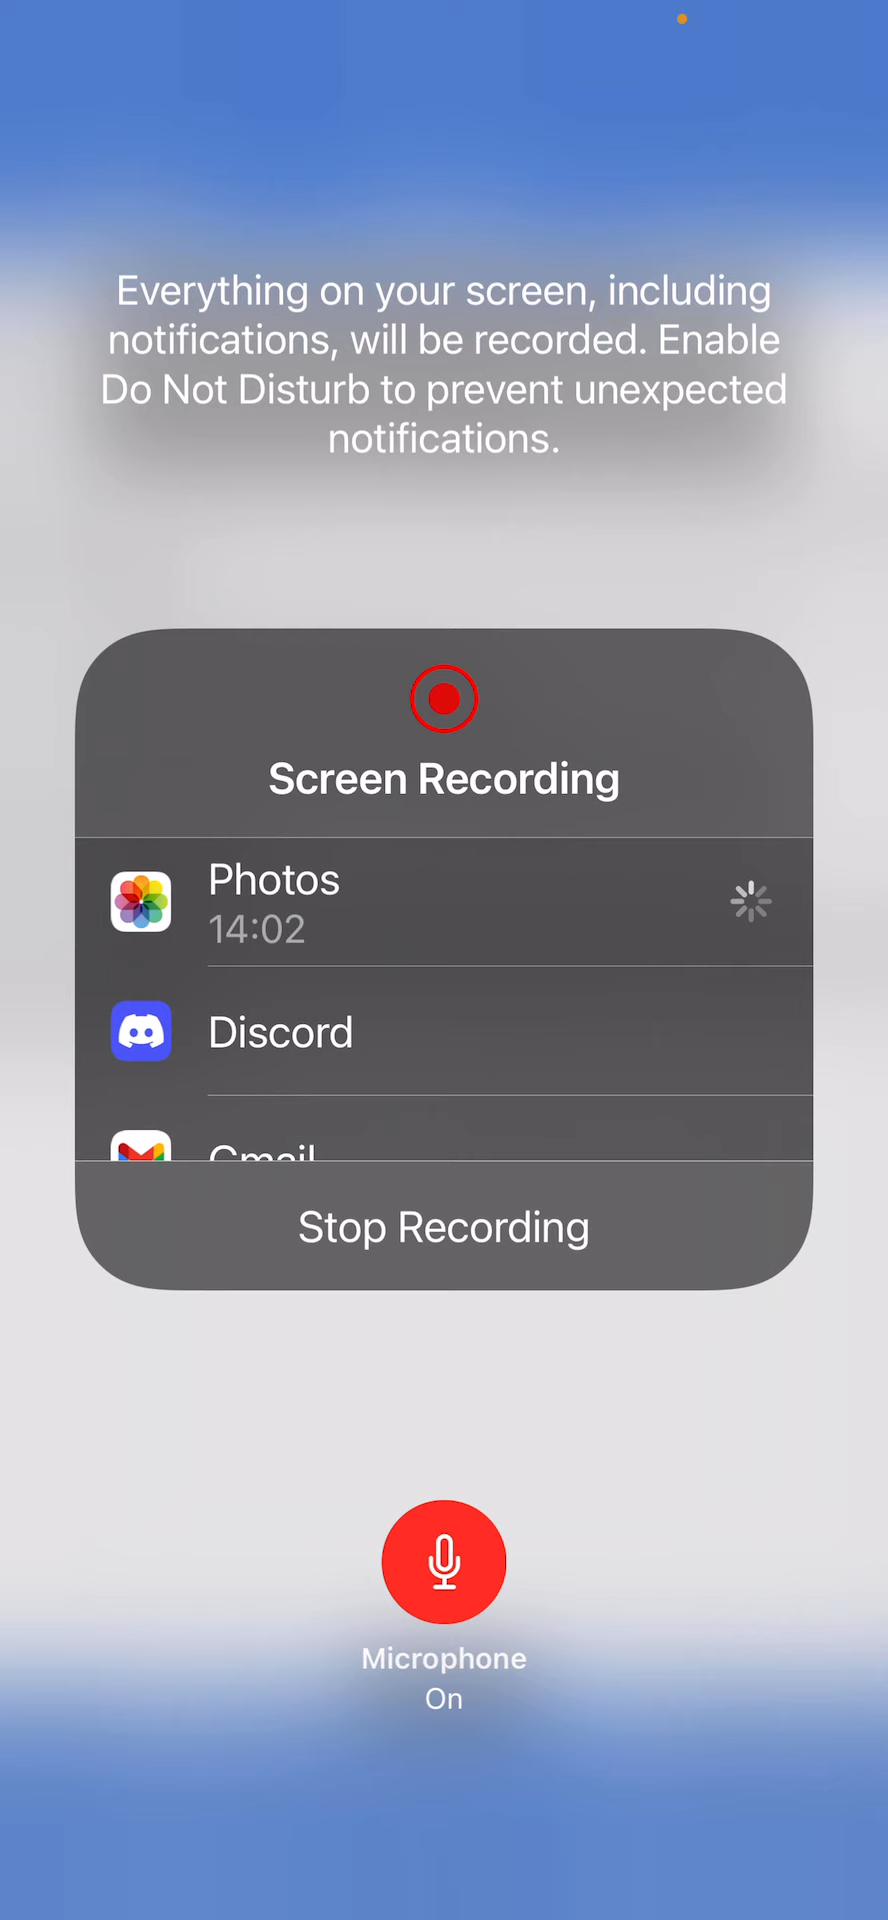 Everything on your screen, including
notifications, will be recorded. Enable
Do Not Disturb to prevent unexpected
notifications.
Screen Recording
Photos
14:02
Discord
Gmail
Stop Recording
Microphone
On